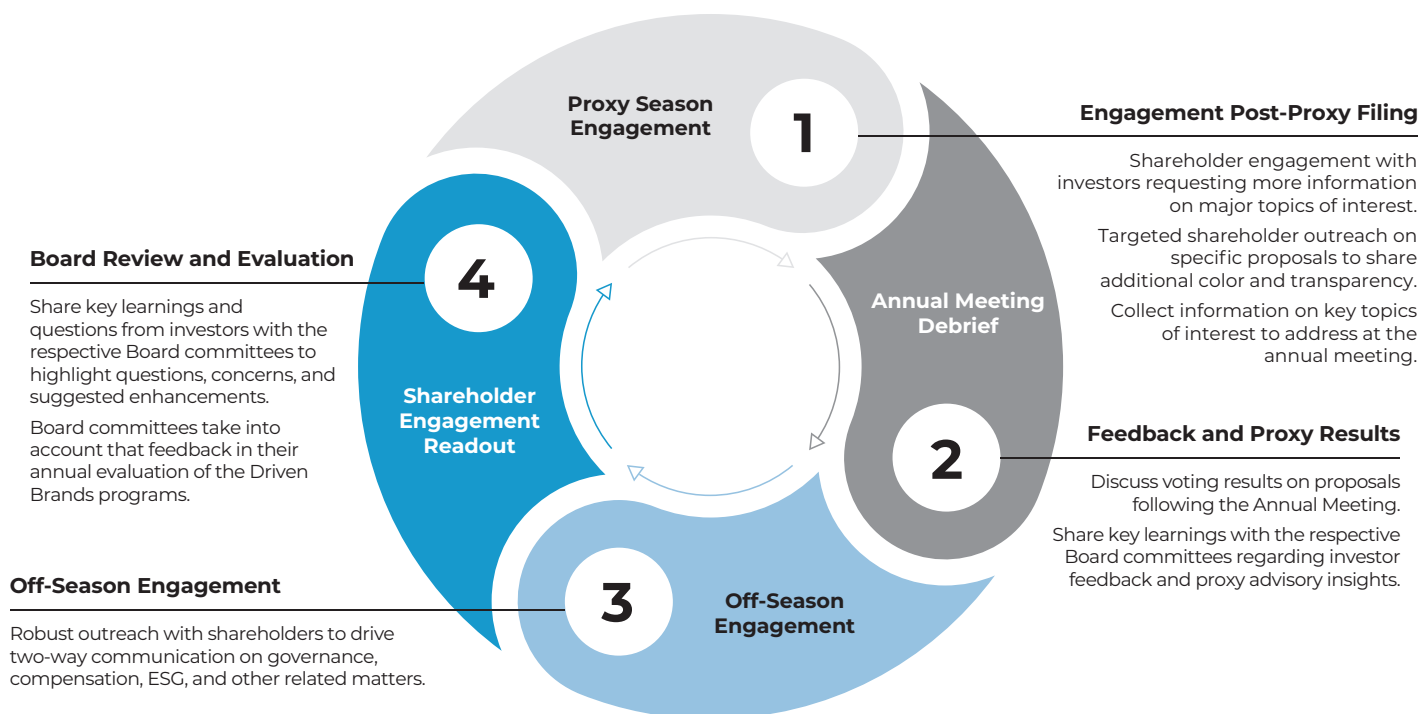 Proxy Season
Engagement
1
Engagement Post-Proxy Filing
Shareholder engagement with
investors requesting more information
on major topics of interest.
Targeted shareholder outreach on
specific proposals to share
additional color and transparency.
Collect information on key topics
of interest to address at the
annual meeting.
Annual Meeting
Debrief
2
Feedback and Proxy Results
Discuss voting results on proposals
following the Annual Meeting.
Share key learnings with the respective
Board committees regarding investor
feedback and proxy advisory insights.
Off-Season
Engagement
3
Off-Season Engagement
Robust outreach with shareholders to drive
two-way communication on governance,
compensation, ESG, and other related matters.
Shareholder
Engagement
Readout
4
Board Review and Evaluation
Share key learnings and
questions from investors with the
respective Board committees to
highlight questions, concerns, and
suggested enhancements.
Board committees take into
account that feedback in their
annual evaluation of the Driven
Brands programs.